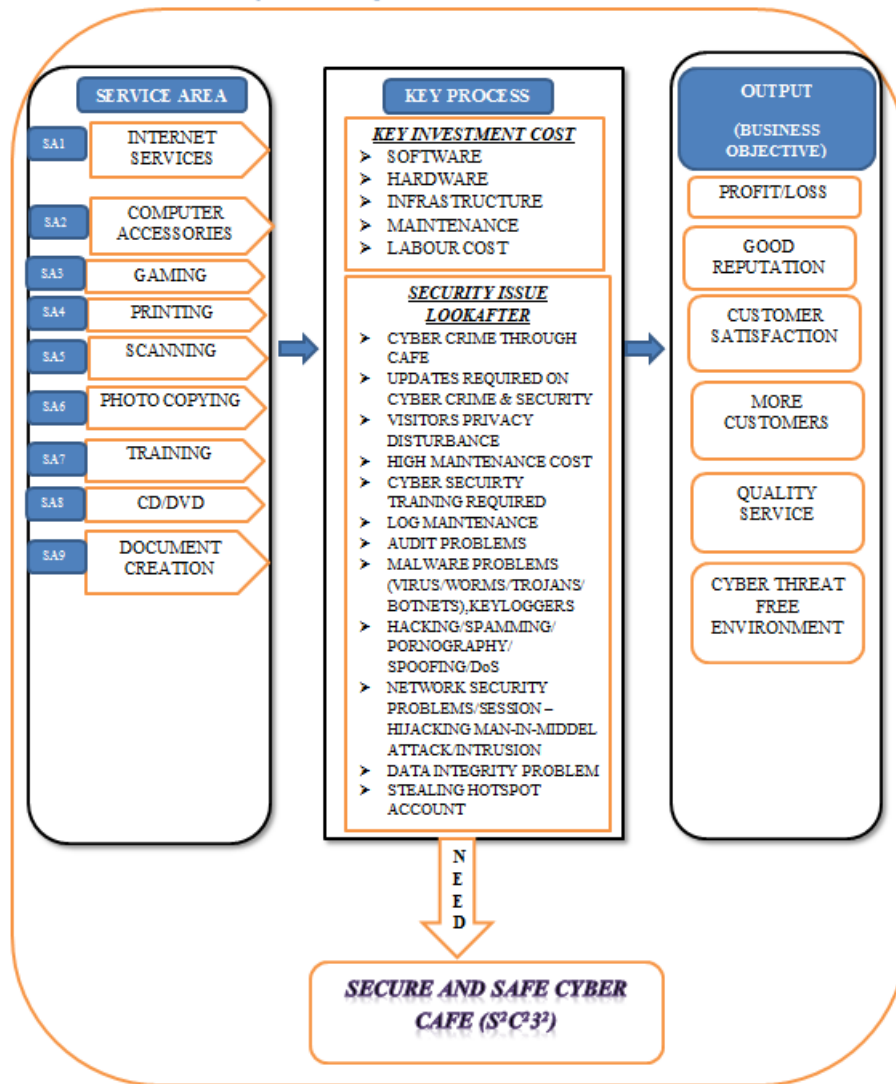 SERVICE AREA
SA1
INTERNET
SERVICES
SA2
COMPUTER
ACCESSORIES
SA3
GAMING
SA4
PRINTING
SA5
SCANNING
SA6
PHOTO COPYING
SA7
TRAINING
SA8
CD/DVD
SA9
DOCUMENT
CREATION
KEY PROCESS
KEY INVESTMENT COST
➢ SOFTWARE
➢ HARDWARE
➢ INFRASTRUCTURE
➢ MAINTENANCE
➢ LABOUR COST
SECURITY ISSUE
LOOKAFTER
➢ CYBER CRIME THROUGH
CAFE
➢ UPDATES REQUIRED ON
CYBER CRIME & SECURITY
➢ VISITORS PRIVACY
DISTURBANCE
➢ HIGH MAINTENANCE COST
➢ CYBER SECUIRTY
TRAINING REQUIRED
➢ LOG MAINTENANCE
➢ AUDIT PROBLEMS
➢ MALWARE PROBLEMS
(VIRUS/WORMS/TROJANS/
BOTNETS),KEYLOGGERS
➢ HACKING/SPAMMING/
PORNOGRAPHY/
SPOOFING/DoS
➢ NETWORK SECURITY
PROBLEMS/SESSION –
HIJACKING MAN-IN-MIDDEL
ATTACK/INTRUSION
➢ DATA INTEGRITY PROBLEM
➢ STEALING HOTSPOT
ACCOUNT
OUTPUT
(BUSINESS
OBJECTIVE)
PROFIT/LOSS
GOOD
REPUTATION
CUSTOMER
SATISFACTION
MORE
CUSTOMERS
QUALITY
SERVICE
CYBER THREAT
FREE
ENVIRONMENT
N
E
E
D
SECURE AND SAFE CYBER
CAFE (S²C²3²)